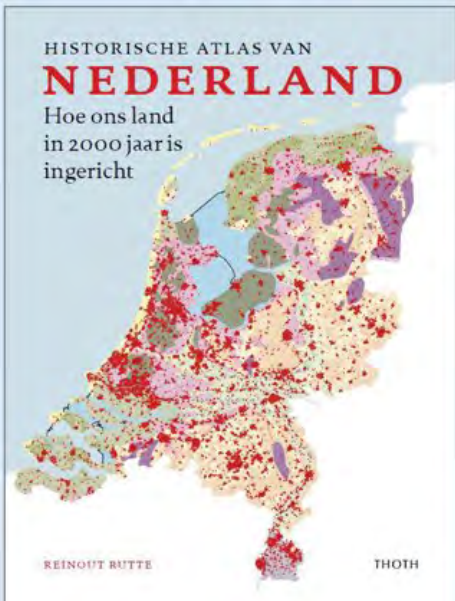 HISTORISCHE ATLAS VAN
NEDERLAND
Hoe ons land
in 2000 jaar is
ingericht
REINOUT RUTTE
THOTH